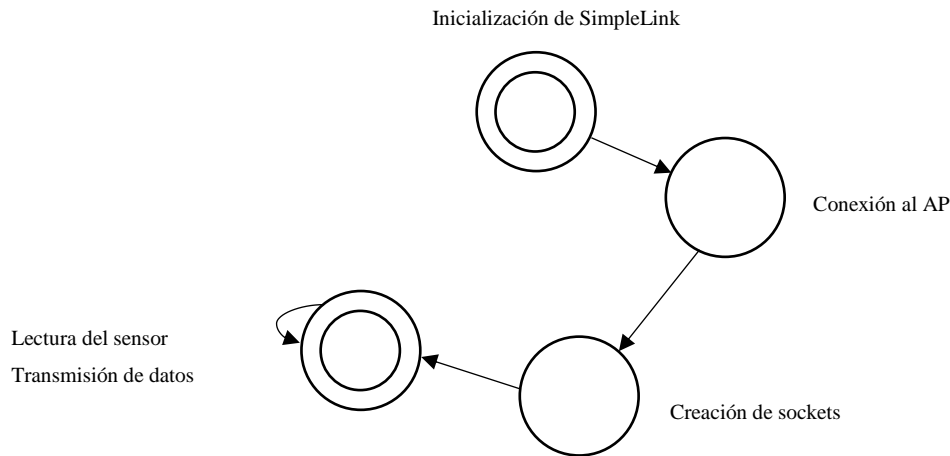 Inicialización de SimpleLink
Conexión al AP
Lectura del sensor
Transmisión de datos
Creación de sockets